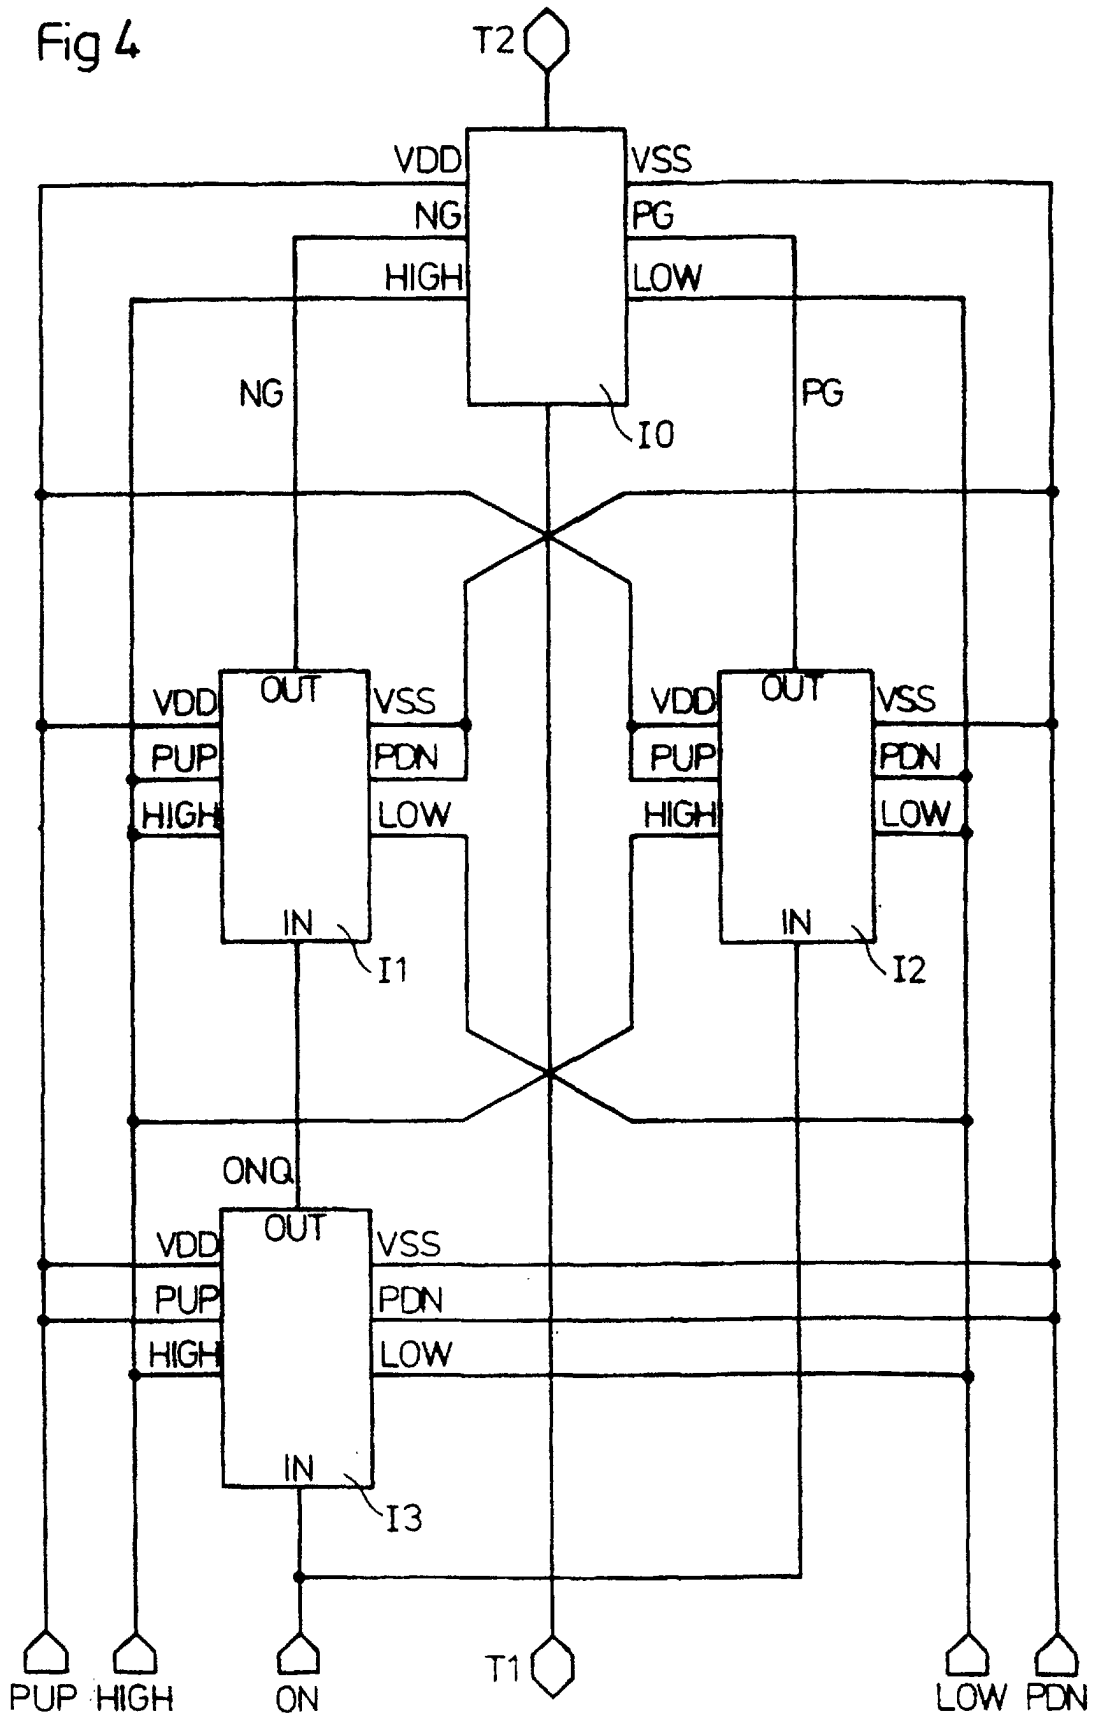 Fig 4
T2
VDD VSS
NG PG
HIGH LOW
NG PG
I0
OUT OUT
VDD VSS VDD VSS
PUP PDN PUP PDN
HIGH LOW HIGH LOW
IN IN
I1 I2
ONQ
OUT
VDD VSS
PUP PDN
HIGH LOW
IN
I3
T1
PUP HIGH ON LOW PDN